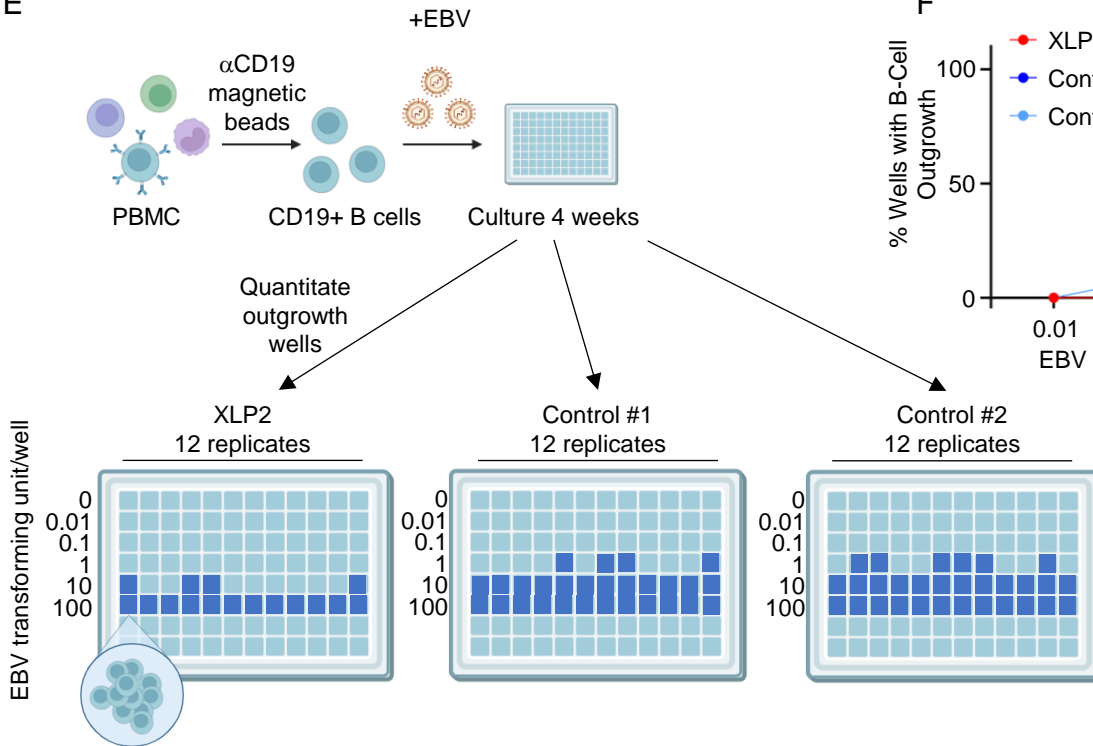 E
+EBV
αCD19
magnetic
beads
PBMC
CD19+ B cells
Culture 4 weeks
Quantitate
outgrowth
wells
EBV transforming unit/well
XLP2
12 replicates
0
0.01
0.1
1
10
100
Control #1
12 replicates
0
0.01
0.1
1
10
100
Control #2
12 replicates
0
0.01
0.1
1
10
100
F
% Wells with B-Cell
Outgrowth
100
50
0
XLP
Con
Con
0.01
EBV